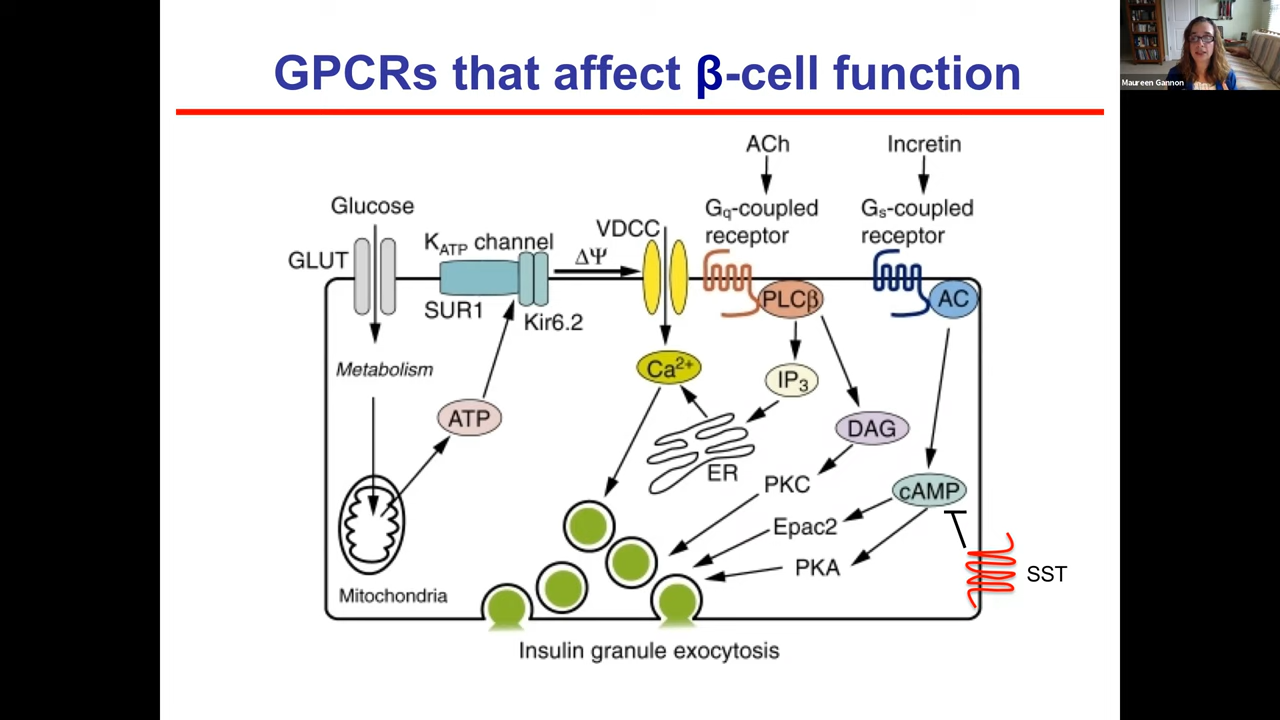 GPCRs that affect β-cell function
Maureen Gannon
ACh
Incretin
Glucose
Gq-coupled
receptor
Gs-coupled
receptor
VDCC
KATP channel
ΔΨ
GLUT
SUR1
Kir6.2
PLCβ
AC
Metabolism
Ca2+
IP3
ATP
DAG
ER
PKC
cAMP
Epac2
PKA
SST
Mitochondria
Insulin granule exocytosis